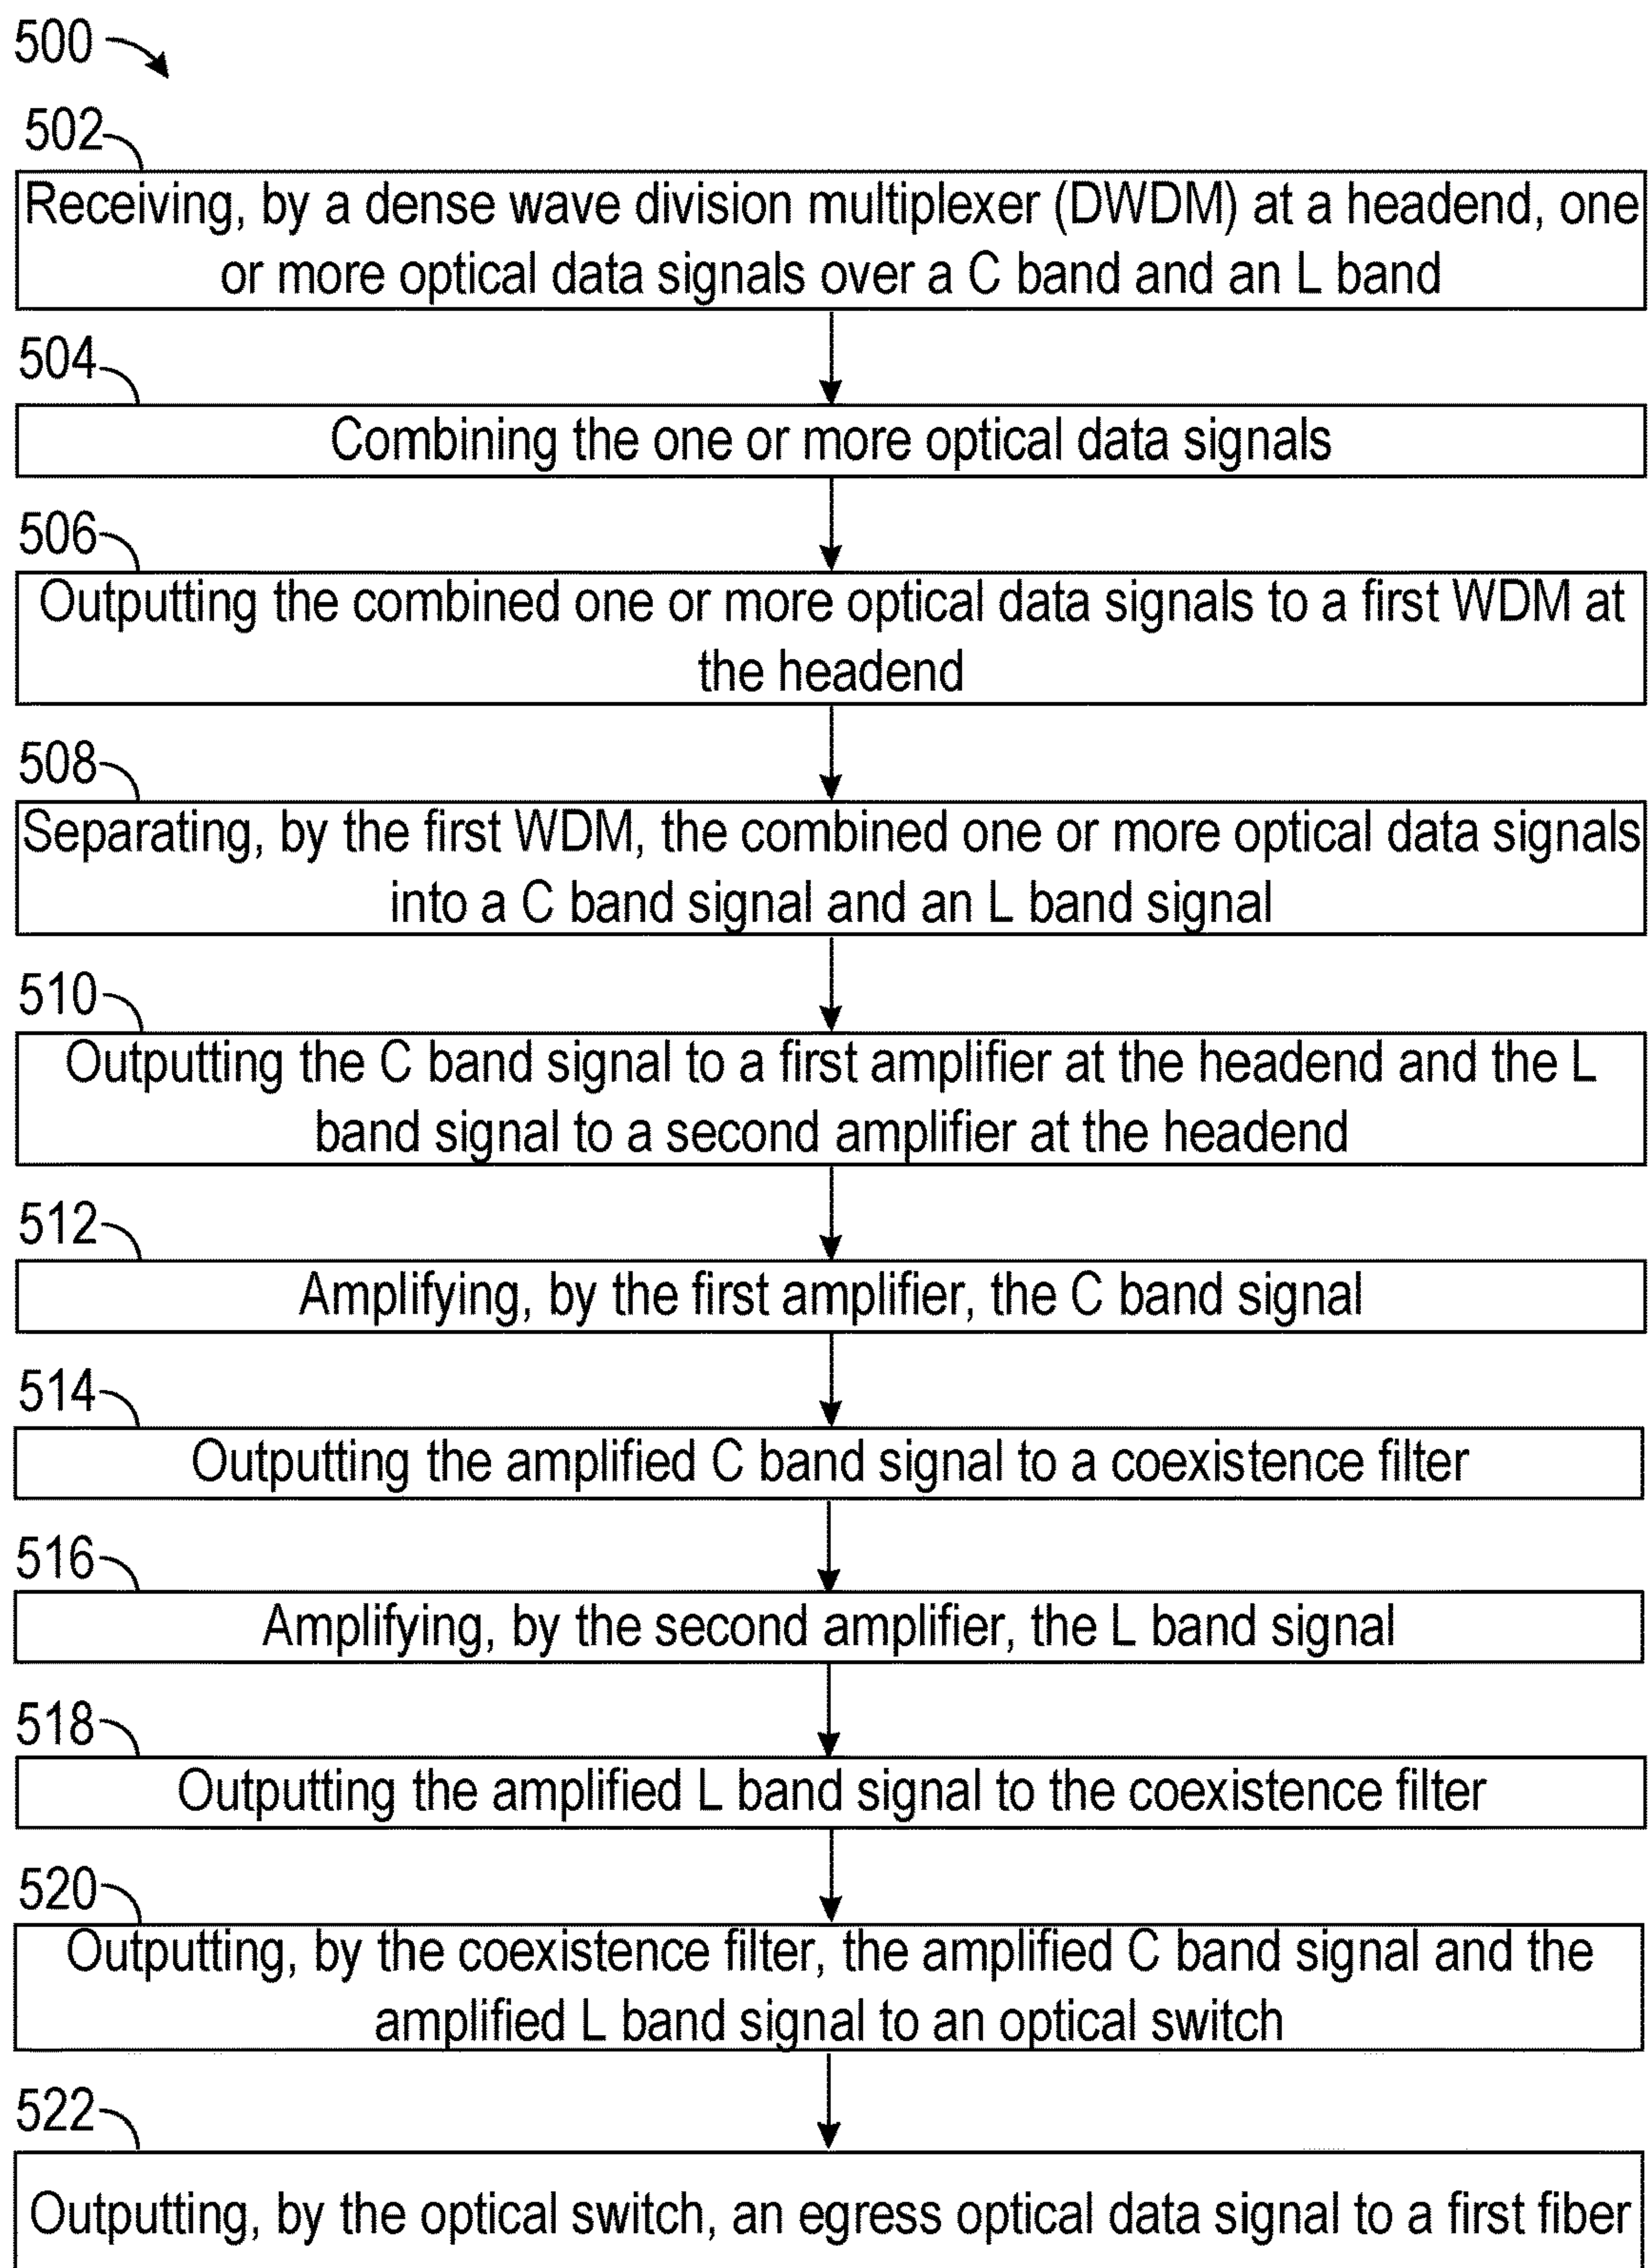 500
502
Receiving, by a dense wave division multiplexer (DWDM) at a headend, one
or more optical data signals over a C band and an L band
504
Combining the one or more optical data signals
506
Outputting the combined one or more optical data signals to a first WDM at
the headend
508
Separating, by the first WDM, the combined one or more optical data signals
into a C band signal and an L band signal
510
Outputting the C band signal to a first amplifier at the headend and the L
band signal to a second amplifier at the headend
512
Amplifying, by the first amplifier, the C band signal
514
Outputting the amplified C band signal to a coexistence filter
516
Amplifying, by the second amplifier, the L band signal
518
Outputting the amplified L band signal to the coexistence filter
520
Outputting, by the coexistence filter, the amplified C band signal and the
amplified L band signal to an optical switch
522
Outputting, by the optical switch, an egress optical data signal to a first fiber